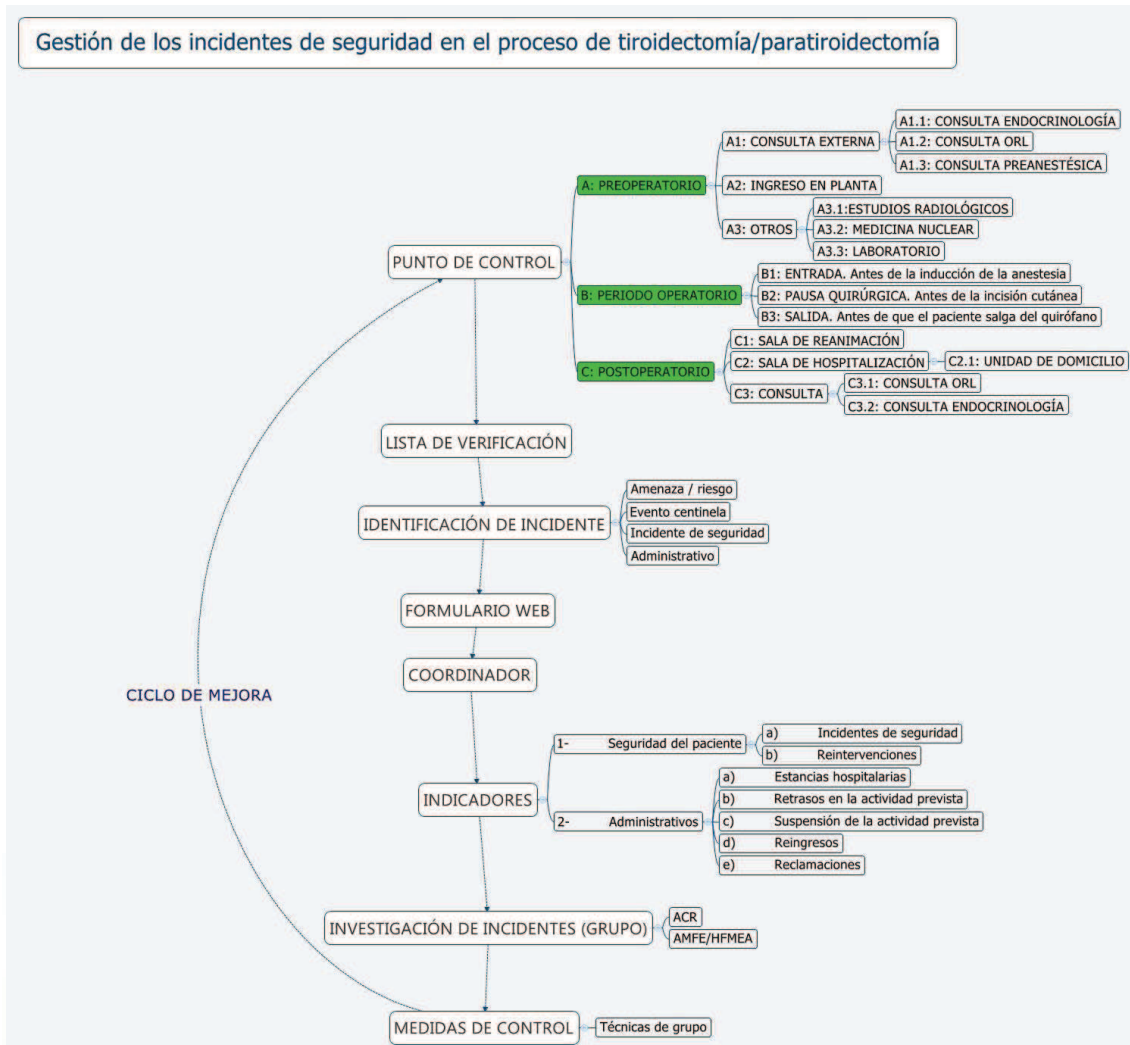 Gestión de los incidentes de seguridad en el proceso de tiroidectomía/paratiroidectomía
PUNTO DE CONTROL
A: PREOPERATORIO
A1: CONSULTA EXTERNA
A1.1: CONSULTA ENDOCRINOLOGÍA
A1.2: CONSULTA ORL
A1.3: CONSULTA PREANESTÉSICA
A2: INGRESO EN PLANTA
A3: OTROS
A3.1:ESTUDIOS RADIOLÓGICOS
A3.2: MEDICINA NUCLEAR
A3.3: LABORATORIO
B: PERIODO OPERATORIO
B1: ENTRADA. Antes de la inducción de la anestesia
B2: PAUSA QUIRÚRGICA. Antes de la incisión cutánea
B3: SALIDA. Antes de que el paciente salga del quirófano
C: POSTOPERATORIO
C1: SALA DE REANIMACIÓN
C2: SALA DE HOSPITALIZACIÓN
C2.1: UNIDAD DE DOMICILIO
C3: CONSULTA
C3.1: CONSULTA ORL
C3.2: CONSULTA ENDOCRINOLOGÍA
LISTA DE VERIFICACIÓN
IDENTIFICACIÓN DE INCIDENTE
Amenaza / riesgo
Evento centinela
Incidente de seguridad
Administrativo
FORMULARIO WEB
COORDINADOR
CICLO DE MEJORA
INDICADORES
1- Seguridad del paciente
a) Incidentes de seguridad
b) Reintervenciones
2- Administrativos
a) Estancias hospitalarias
b) Retrasos en la actividad prevista
c) Suspensión de la actividad prevista
d) Reingresos
e) Reclamaciones
INVESTIGACIÓN DE INCIDENTES (GRUPO)
ACR
AMFE/HFMEA
MEDIDAS DE CONTROL
Técnicas de grupo